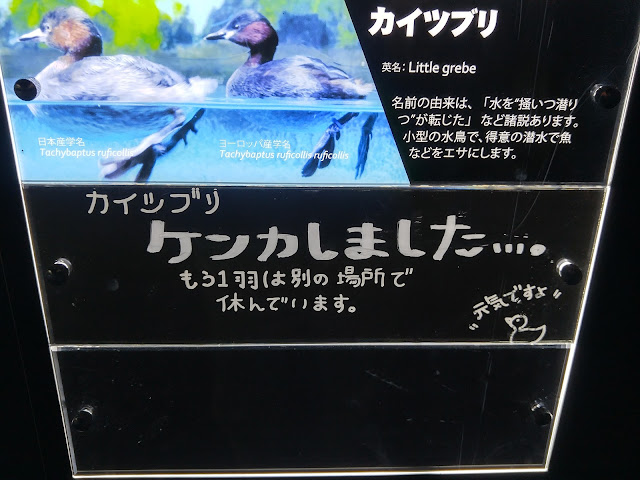 カイツブリ
英名：Little grebe
名前の由来は、「水を"掻いつ潜り
つ"が転じた」など諸説あります。
小型の水鳥で、得意の潜水で魚
などをエサにします。
日本産学名
Tachybaptus ruficollis
ヨーロッパ産学名
Tachybaptus ruficollis ruficollis
カイツブリ
ケンカしました…。
もう1羽は別の場所で
休んでいます。
"元気ですよ"